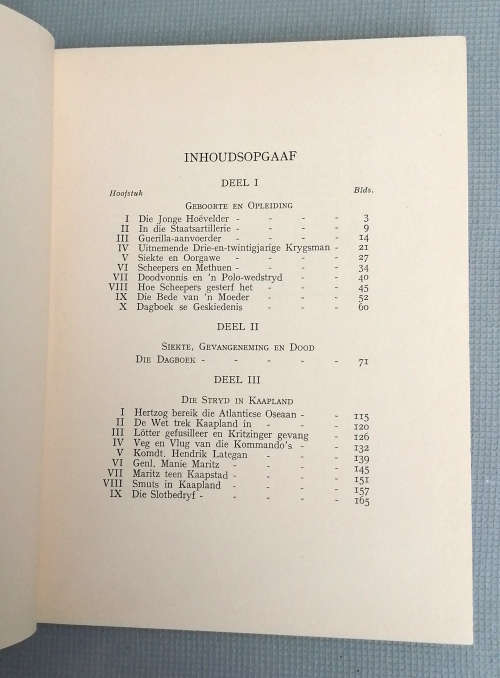 INHOUDSOPGAAF
DEEL I
Hoofstuk Blds.
GEBOORTE EN OPLEIDING
I Die Jonge Hoëvelder - - - - 3
II In die Staatsartillerie - - - - 9
III Guerilla-aanvoerder - - - - 14
IV Uitnemende Drie-en-twintigjarige Krygsman - 21
V Siekte en Oorgawe - - - - 27
VI Scheepers en Methuen - - - - 34
VII Doodvonnis en 'n Polo-wedstryd - - 40
VIII Hoe Scheepers gesterf het - - - 45
IX Die Bede van 'n Moeder - - - 52
X Dagboek se Geskiedenis - - - 60
DEEL II
SIEKTE, GEVANGENEMING EN DOOD
DIE DAGBOEK - - - - - 71
DEEL III
DIE STRYD IN KAAPLAND
I Hertzog bereik die Atlantiese Oseaan - - 115
II De Wet trek Kaapland in - - - 120
III Lötter gefusilleer en Kritzinger gevang - 126
IV Veg en Vlug van die Kommando's - - 132
V Komdt. Hendrik Lategan - - - 139
VI Genl. Manie Maritz - - - - 145
VII Maritz teen Kaapstad - - - - 151
VIII Smuts in Kaapland - - - - 157
IX Die Slotbedryf - - - - - 165